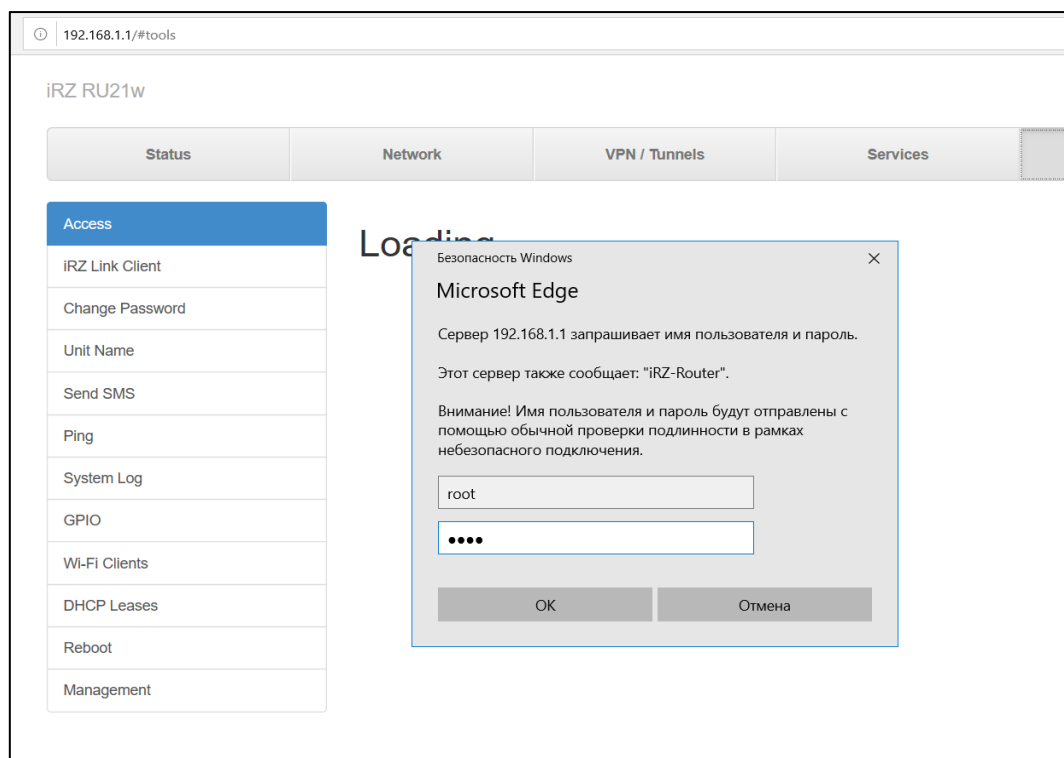 192.168.1.1/#tools
iRZ RU21w
Status
Network
VPN / Tunnels
Services
Access
iRZ Link Client
Change Password
Unit Name
Send SMS
Ping
System Log
GPIO
Wi-Fi Clients
DHCP Leases
Reboot
Management
Loading
Безопасность Windows
Microsoft Edge
Сервер 192.168.1.1 запрашивает имя пользователя и пароль.
Этот сервер также сообщает: "iRZ-Router".
Внимание! Имя пользователя и пароль будут отправлены с
помощью обычной проверки подлинности в рамках
небезопасного подключения.
root
••••
OK
Отмена